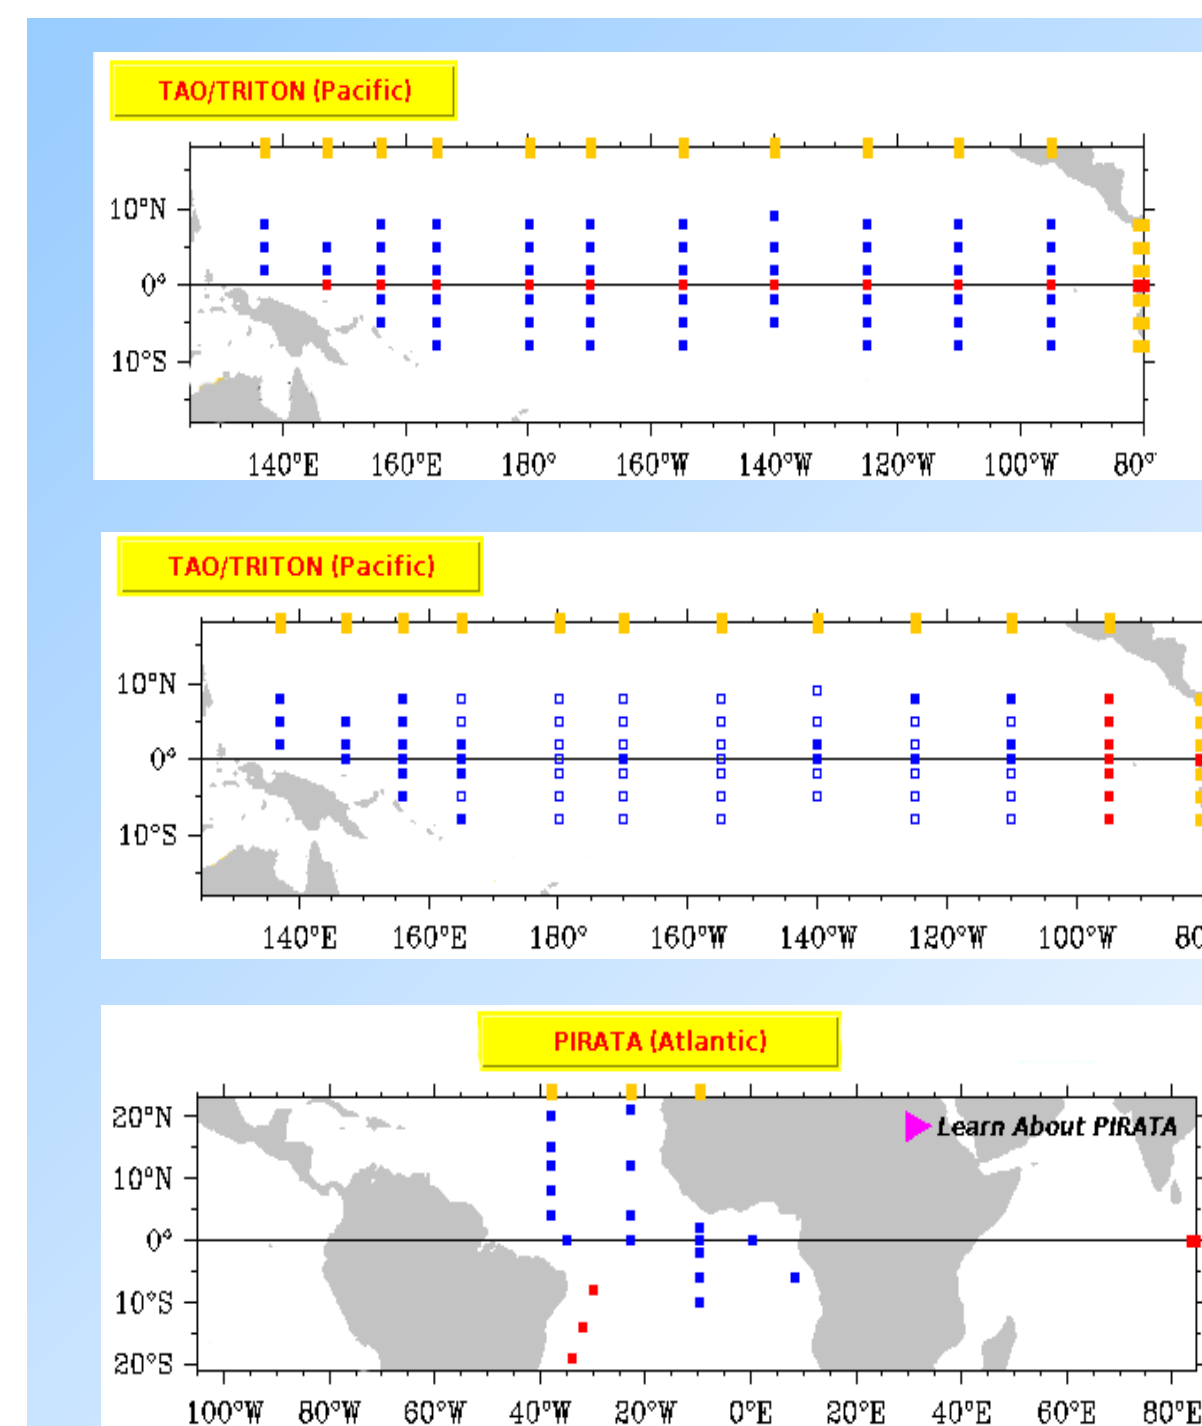 TAO/TRITON (Pacific)
10°N
0°
10°S
140°E 160°E 180° 160°W 140°W 120°W 100°W 80°
TAO/TRITON (Pacific)
10°N
0°
10°S
140°E 160°E 180° 160°W 140°W 120°W 100°W 80
PIRATA (Atlantic)
20°N
Learn About PIRATA
10°N
0°
10°S
20°S
100°W 80°W 60°W 40°W 20°W 0°E 20°E 40°E 60°E 80°E